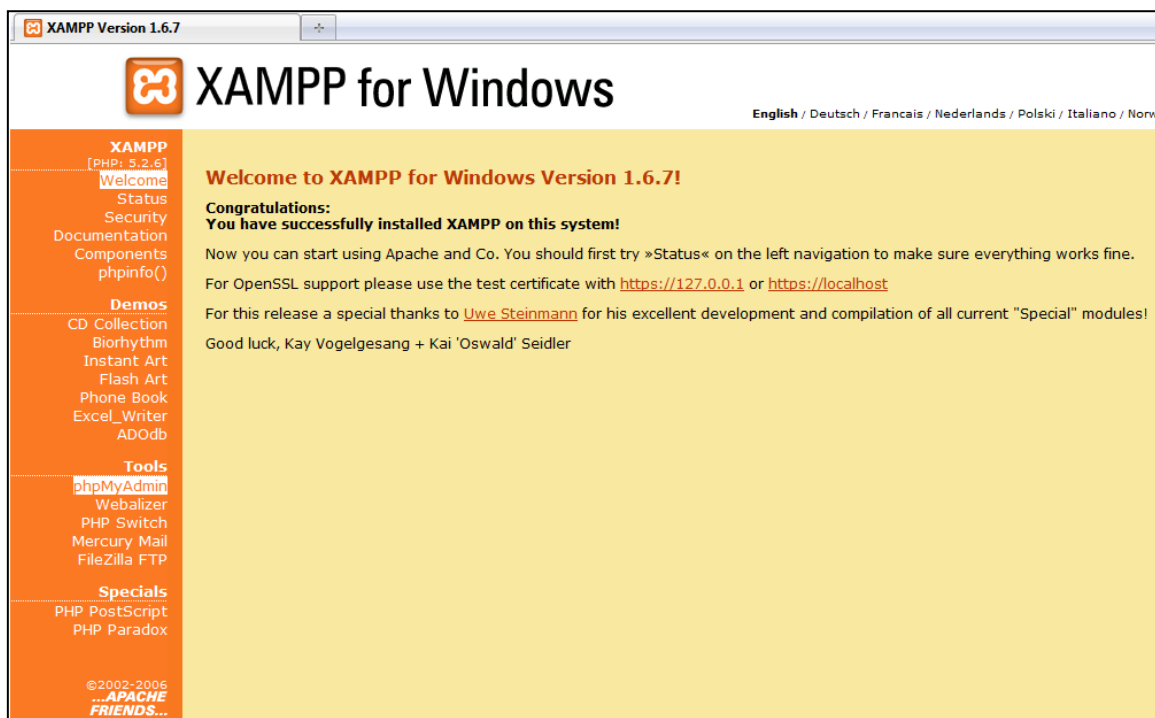 XAMPP Version 1.6.7
XAMPP for Windows
English / Deutsch / Francais / Nederlands / Polski / Italiano / Norw
XAMPP
[PHP: 5.2.6]
Welcome
Status
Security
Documentation
Components
phpinfo()
Demos
CD Collection
Biorhythm
Instant Art
Flash Art
Phone Book
Excel_Writer
ADOdb
Tools
phpMyAdmin
Webalizer
PHP Switch
Mercury Mail
FileZilla FTP
Specials
PHP PostScript
PHP Paradox
©2002-2006
...APACHE
FRIENDS...
Welcome to XAMPP for Windows Version 1.6.7!
Congratulations:
You have successfully installed XAMPP on this system!
Now you can start using Apache and Co. You should first try »Status« on the left navigation to make sure everything works fine.
For OpenSSL support please use the test certificate with https://127.0.0.1 or https://localhost
For this release a special thanks to Uwe Steinmann for his excellent development and compilation of all current "Special" modules!
Good luck, Kay Vogelgesang + Kai 'Oswald' Seidler